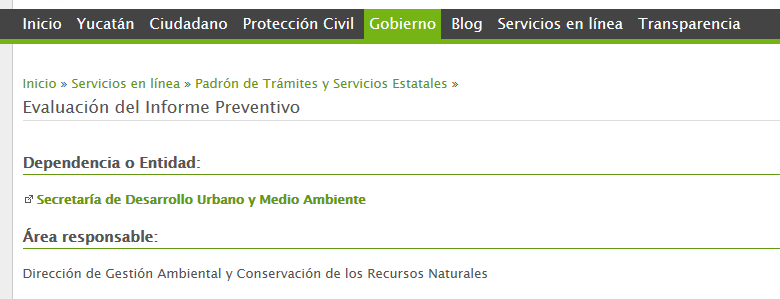 Inicio Yucatán Ciudadano Protección Civil Gobierno Blog Servicios en línea Transparencia
Inicio » Servicios en línea » Padrón de Trámites y Servicios Estatales »
Evaluación del Informe Preventivo
Dependencia o Entidad:
Secretaría de Desarrollo Urbano y Medio Ambiente
Área responsable:
Dirección de Gestión Ambiental y Conservación de los Recursos Naturales